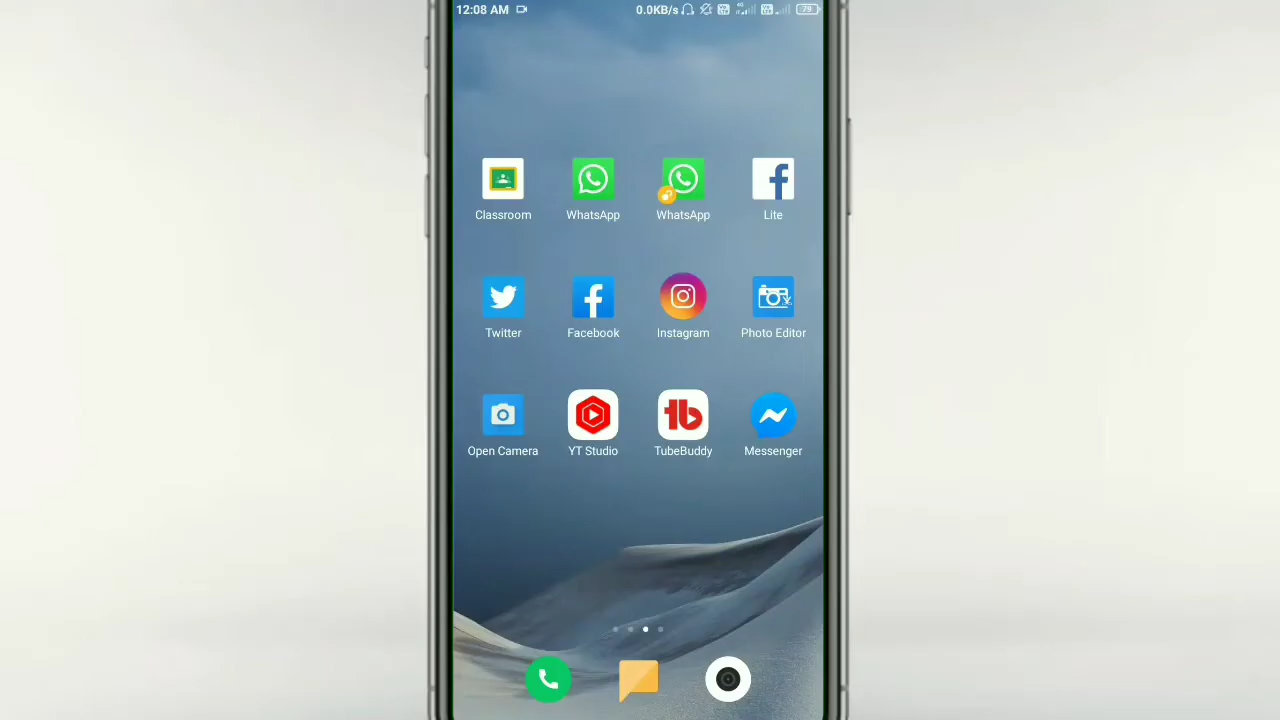 12:08 AM 0.0KB/s 79
Classroom WhatsApp WhatsApp Lite
Twitter Facebook Instagram Photo Editor
Open Camera YT Studio TubeBuddy Messenger